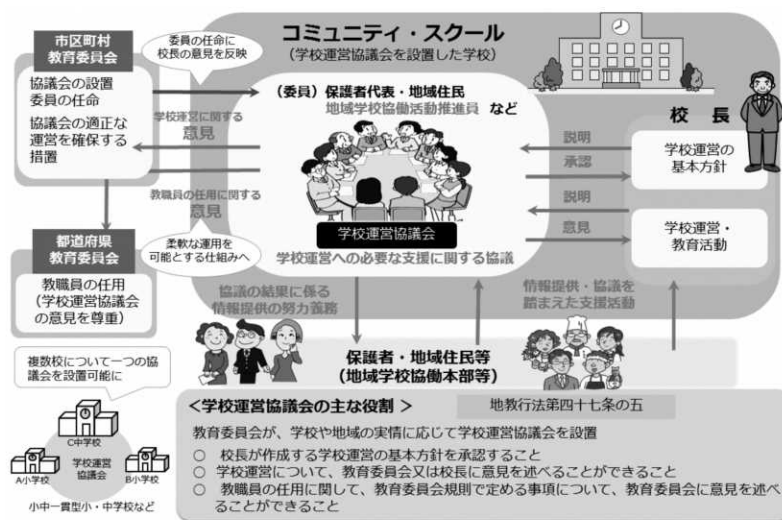 コミュニティ・スクール
(学校運営協議会を設置した学校)
市区町村
教育委員会
協議会の設置
委員の任命
協議会の適正な
運営を確保する
措置
委員の任命に
校長の意見を反映
学校運営に関する
意見
教職員の任用に関する
意見
柔軟な運用を
可能とする仕組みへ
都道府県
教育委員会
教職員の任用
(学校運営協議会
の意見を尊重)
(委員) 保護者代表・地域住民
地域学校協働活動推進員 など
学校運営協議会
学校運営への必要な支援に関する協議
校 長
説明
承認
学校運営の
基本方針
説明
意見
学校運営・
教育活動
協議の結果に係る
情報提供の努力義務
情報提供・協議を
踏まえた支援活動
保護者・地域住民等
(地域学校協働本部等)
複数校について一つの協
議会を設置可能に
C中学校
学校運営
協議会
A小学校
B小学校
小中一貫型小・中学校など
<学校運営協議会の主な役割 >
地教行法第四十七条の五
教育委員会が、学校や地域の実情に応じて学校運営協議会を設置
○ 校長が作成する学校運営の基本方針を承認すること
○ 学校運営について、教育委員会又は校長に意見を述べることができること
○ 教職員の任用に関して、教育委員会規則で定める事項について、教育委員会に意見を述べ
ることができること